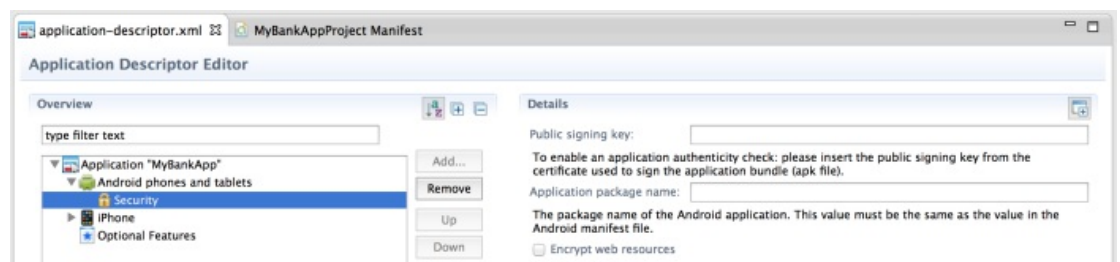 application-descriptor.xml
MyBankAppProject Manifest
Application Descriptor Editor
Overview
type filter text
Application "MyBankApp"
Android phones and tablets
Security
iPhone
Optional Features
Add...
Remove
Up
Down
Details
Public signing key:
To enable an application authenticity check: please insert the public signing key from the
certificate used to sign the application bundle (apk file).
Application package name:
The package name of the Android application. This value must be the same as the value in the
Android manifest file.
Encrypt web resources